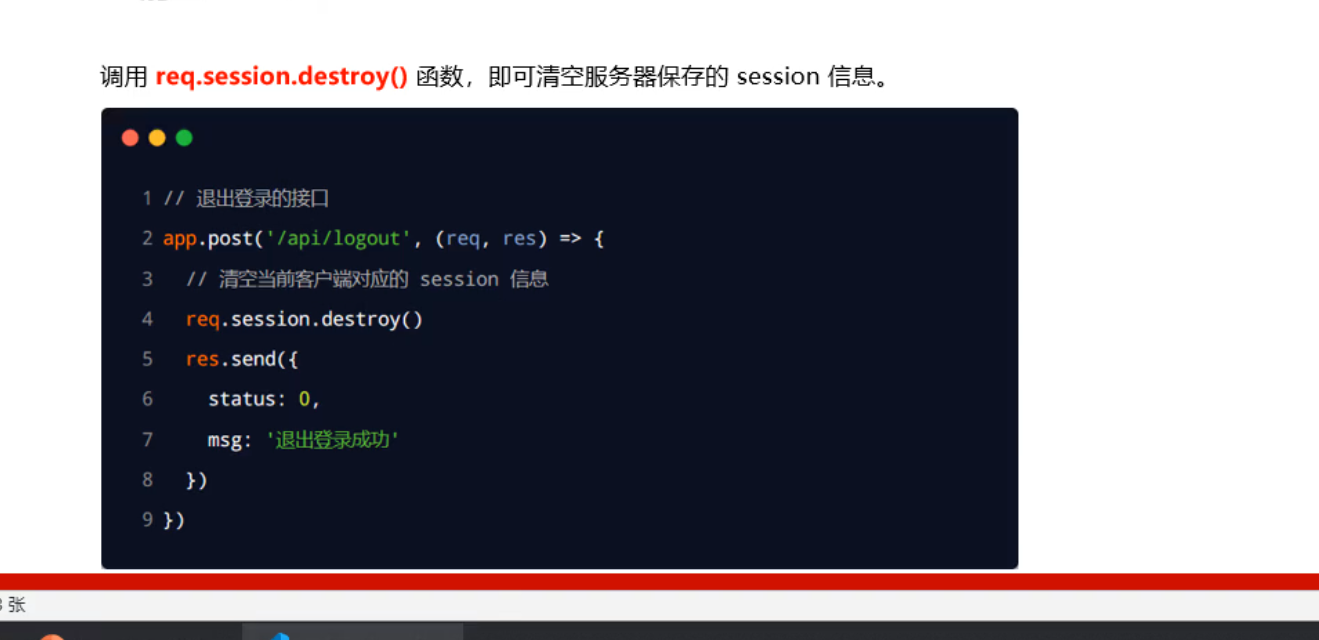 调用 req.session.destroy() 函数，即可清空服务器保存的 session 信息。
1 // 退出登录的接口
2 app.post('/api/logout', (req, res) => {
3 // 清空当前客户端对应的 session 信息
4 req.session.destroy()
5 res.send({
6 status: 0,
7 msg: '退出登录成功'
8 })
9 })
张